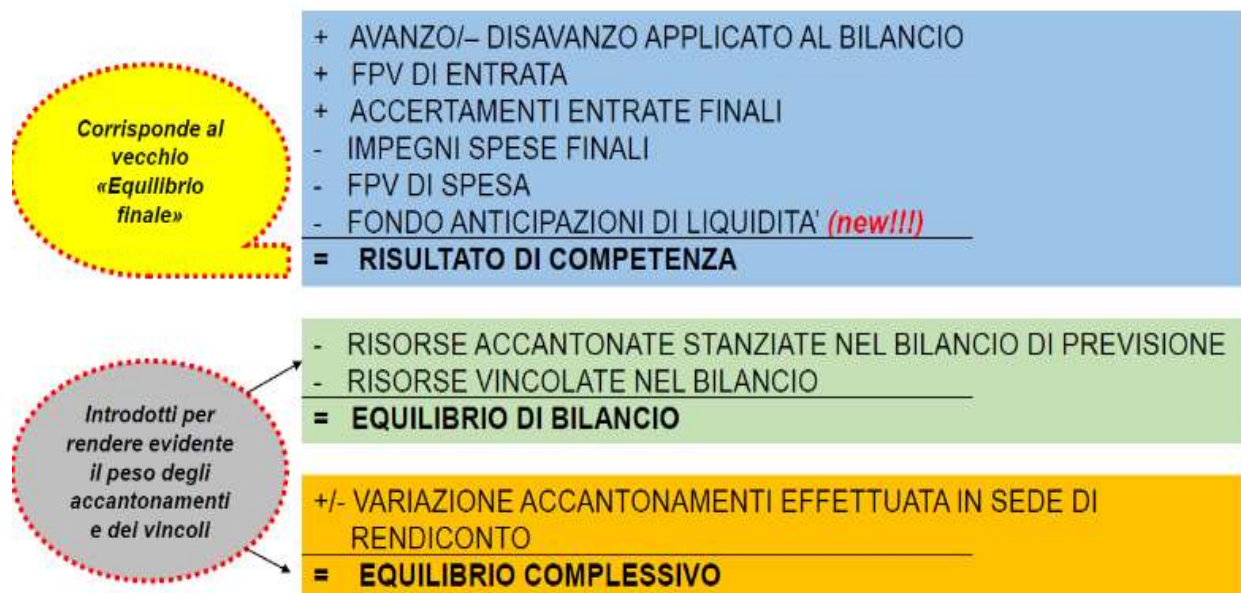 Corrisponde al
vecchio
«Equilibrio
finale»
+ AVANZO/– DISAVANZO APPLICATO AL BILANCIO
+ FPV DI ENTRATA
+ ACCERTAMENTI ENTRATE FINALI
- IMPEGNI SPESE FINALI
- FPV DI SPESA
- FONDO ANTICIPAZIONI DI LIQUIDITA’ (new!!!)
= RISULTATO DI COMPETENZA
Introdotti per
rendere evidente
il peso degli
accantonamenti
e dei vincoli
- RISORSE ACCANTONATE STANZIATE NEL BILANCIO DI PREVISIONE
- RISORSE VINCOLATE NEL BILANCIO
= EQUILIBRIO DI BILANCIO
+/- VARIAZIONE ACCANTONAMENTI EFFETTUATA IN SEDE DI
RENDICONTO
= EQUILIBRIO COMPLESSIVO